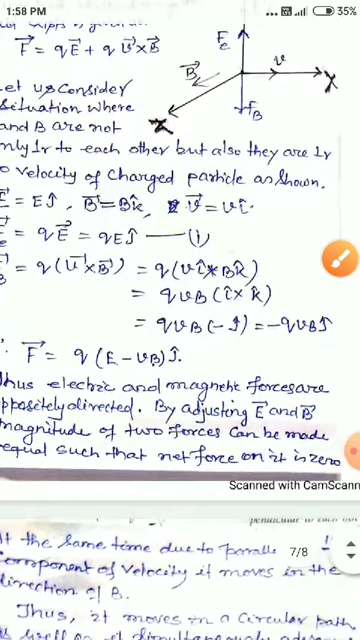 1:58 PM
35%
F⃗ = qE⃗ + q v⃗ × B⃗
Fe
v
X
B⃗
FB
Z
et us Consider
situation where
and B are not
nly ⊥r to each other but also they are ⊥r
o velocity of Charged particle as shown.
E⃗ = EĴ, B⃗ = Bk̂, v⃗ = vî
e = qE⃗ = qEĴ — (i)
B = q(v⃗ × B⃗) = q(vî × Bk̂)
= qvB (î × k̂)
= qvB (-Ĵ) = -qvBĴ
∴ F⃗ = q (E - vB) Ĵ.
Thus electric and magnetic forces are
oppositely directed. By adjusting E⃗ and B⃗
magnitude of two forces can be made
equal such that net force on it is zero
Scanned with CamScann
At the same time due to
7/8
Component of Velocity it moves in the
direction of B.
Thus, it moves in a Circular path